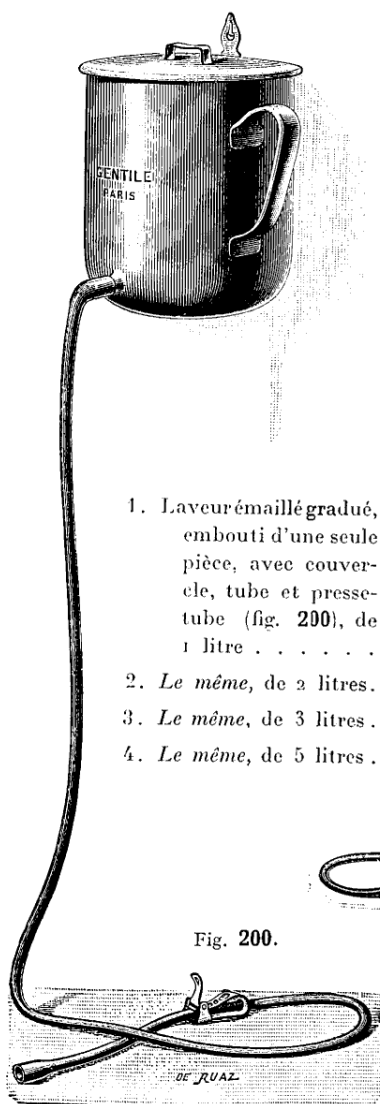 GENTILE
PARIS
1. Laveur émaillé gradué,
embouti d'une seule
pièce, avec couver-
cle, tube et presse-
tube (fig. 200), de
1 litre . . . . . .
2. Le même, de 2 litres.
3. Le même, de 3 litres .
4. Le même, de 5 litres .
Fig. 200.
DE RUAZ